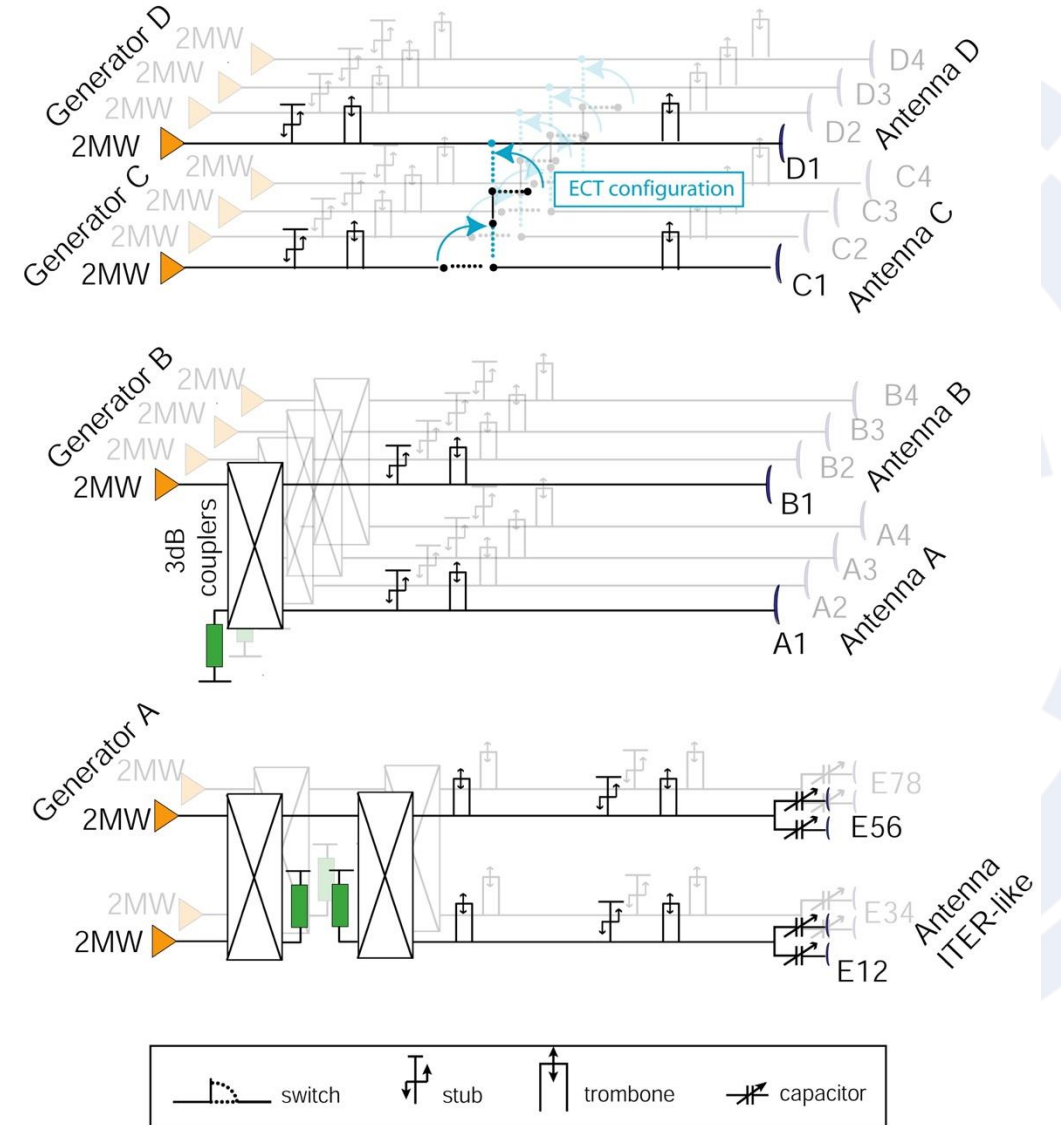 Generator D
2MW
2MW
2MW
2MW
D4
D3
D2
D1
Antenna D
Generator C
2MW
2MW
2MW
2MW
ECT configuration
C4
C3
C2
C1
Antenna C
Generator B
2MW
2MW
2MW
2MW
3dB
couplers
B4
B3
B2
B1
Antenna B
A4
A3
A2
A1
Antenna A
Generator A
2MW
2MW
2MW
2MW
E78
E56
E34
E12
Antenna
ITER-like
switch
stub
trombone
capacitor